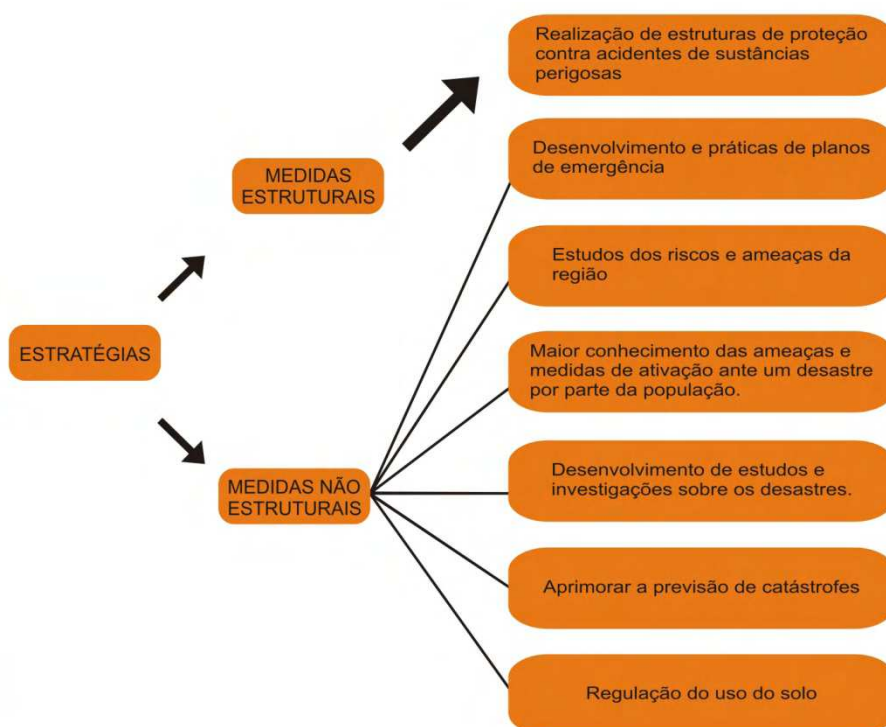 Realização de estruturas de proteção
contra acidentes de sustâncias
perigosas
MEDIDAS
ESTRUTURAIS
Desenvolvimento e práticas de planos
de emergência
Estudos dos riscos e ameaças da
região
ESTRATÉGIAS
Maior conhecimento das ameaças e
medidas de ativação ante um desastre
por parte da população.
MEDIDAS NÃO
ESTRUTURAIS
Desenvolvimento de estudos e
investigações sobre os desastres.
Aprimorar a previsão de catástrofes
Regulação do uso do solo